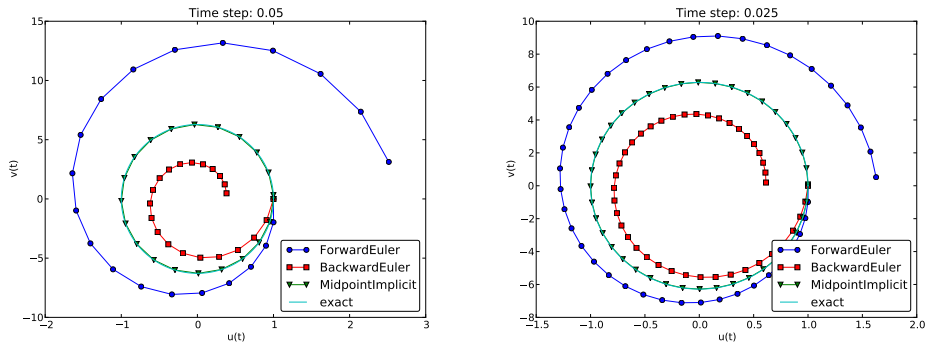 Time step: 0.05
15
10
5
0
−5
−10
v(t)
−2
−1
0
1
2
3
u(t)
ForwardEuler
BackwardEuler
MidpointImplicit
exact
Time step: 0.025
10
8
6
4
2
0
−2
−4
−6
−8
v(t)
−1.5
−1.0
−0.5
0.0
0.5
1.0
1.5
2.0
u(t)
ForwardEuler
BackwardEuler
MidpointImplicit
exact